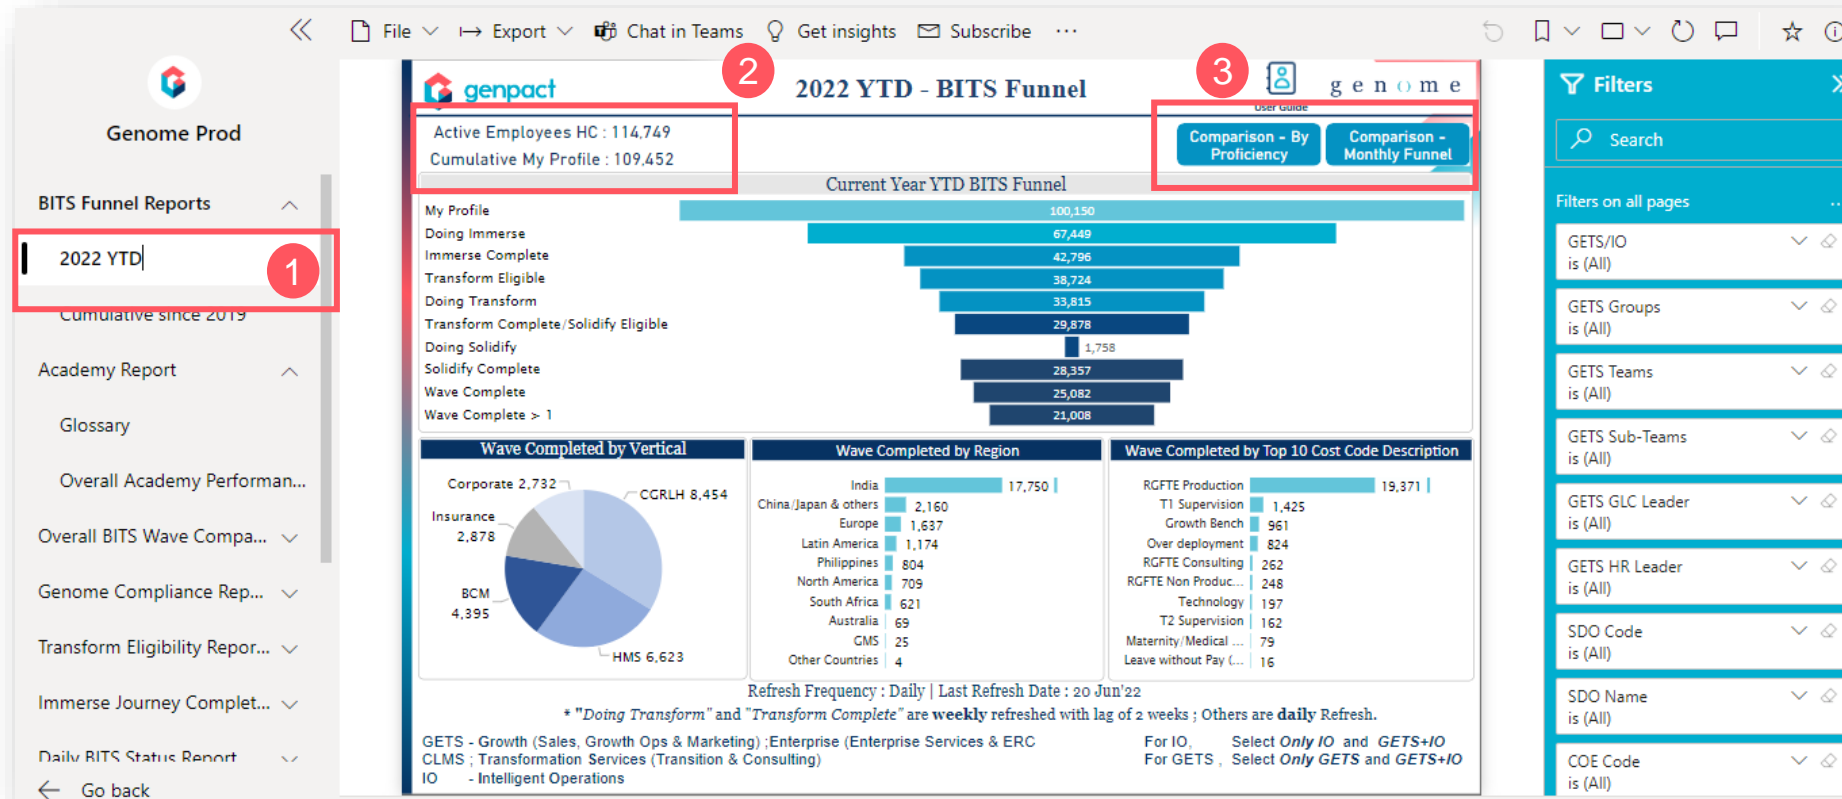 File
Export
Chat in Teams
Get insights
Subscribe
Genome Prod
BITS Funnel Reports
2022 YTD
1
Cumulative since 2019
Academy Report
Glossary
Overall Academy Performan...
Overall BITS Wave Compa...
Genome Compliance Rep...
Transform Eligibility Repor...
Immerse Journey Complet...
Daily BITS Status Report
Go back
genpact
2
2022 YTD - BITS Funnel
3
User Guide
genome
Active Employees HC : 114,749
Cumulative My Profile : 109,452
Comparison - By Proficiency
Comparison - Monthly Funnel
Current Year YTD BITS Funnel
My Profile 100,150
Doing Immerse 67,449
Immerse Complete 42,796
Transform Eligible 38,724
Doing Transform 33,815
Transform Complete/Solidify Eligible 29,878
Doing Solidify 1,758
Solidify Complete 28,357
Wave Complete 25,082
Wave Complete > 1 21,008
Wave Completed by Vertical
Corporate 2,732
CGRLH 8,454
Insurance
2,878
BCM
4,395
HMS 6,623
Wave Completed by Region
India 17,750
China/Japan & others 2,160
Europe 1,637
Latin America 1,174
Philippines 804
North America 709
South Africa 621
Australia 69
GMS 25
Other Countries 4
Wave Completed by Top 10 Cost Code Description
RGFTE Production 19,371
T1 Supervision 1,425
Growth Bench 961
Over deployment 824
RGFTE Consulting 262
RGFTE Non Produc... 248
Technology 197
T2 Supervision 162
Maternity/Medical ... 79
Leave without Pay (... 16
Refresh Frequency : Daily | Last Refresh Date : 20 Jun'22
* "Doing Transform" and "Transform Complete" are weekly refreshed with lag of 2 weeks ; Others are daily Refresh.
GETS - Growth (Sales, Growth Ops & Marketing) ;Enterprise (Enterprise Services & ERC
CLMS ; Transformation Services (Transition & Consulting)
IO - Intelligent Operations
For IO, Select Only IO and GETS+IO
For GETS , Select Only GETS and GETS+IO
Filters
Search
Filters on all pages
GETS/IO
is (All)
GETS Groups
is (All)
GETS Teams
is (All)
GETS Sub-Teams
is (All)
GETS GLC Leader
is (All)
GETS HR Leader
is (All)
SDO Code
is (All)
SDO Name
is (All)
COE Code
is (All)